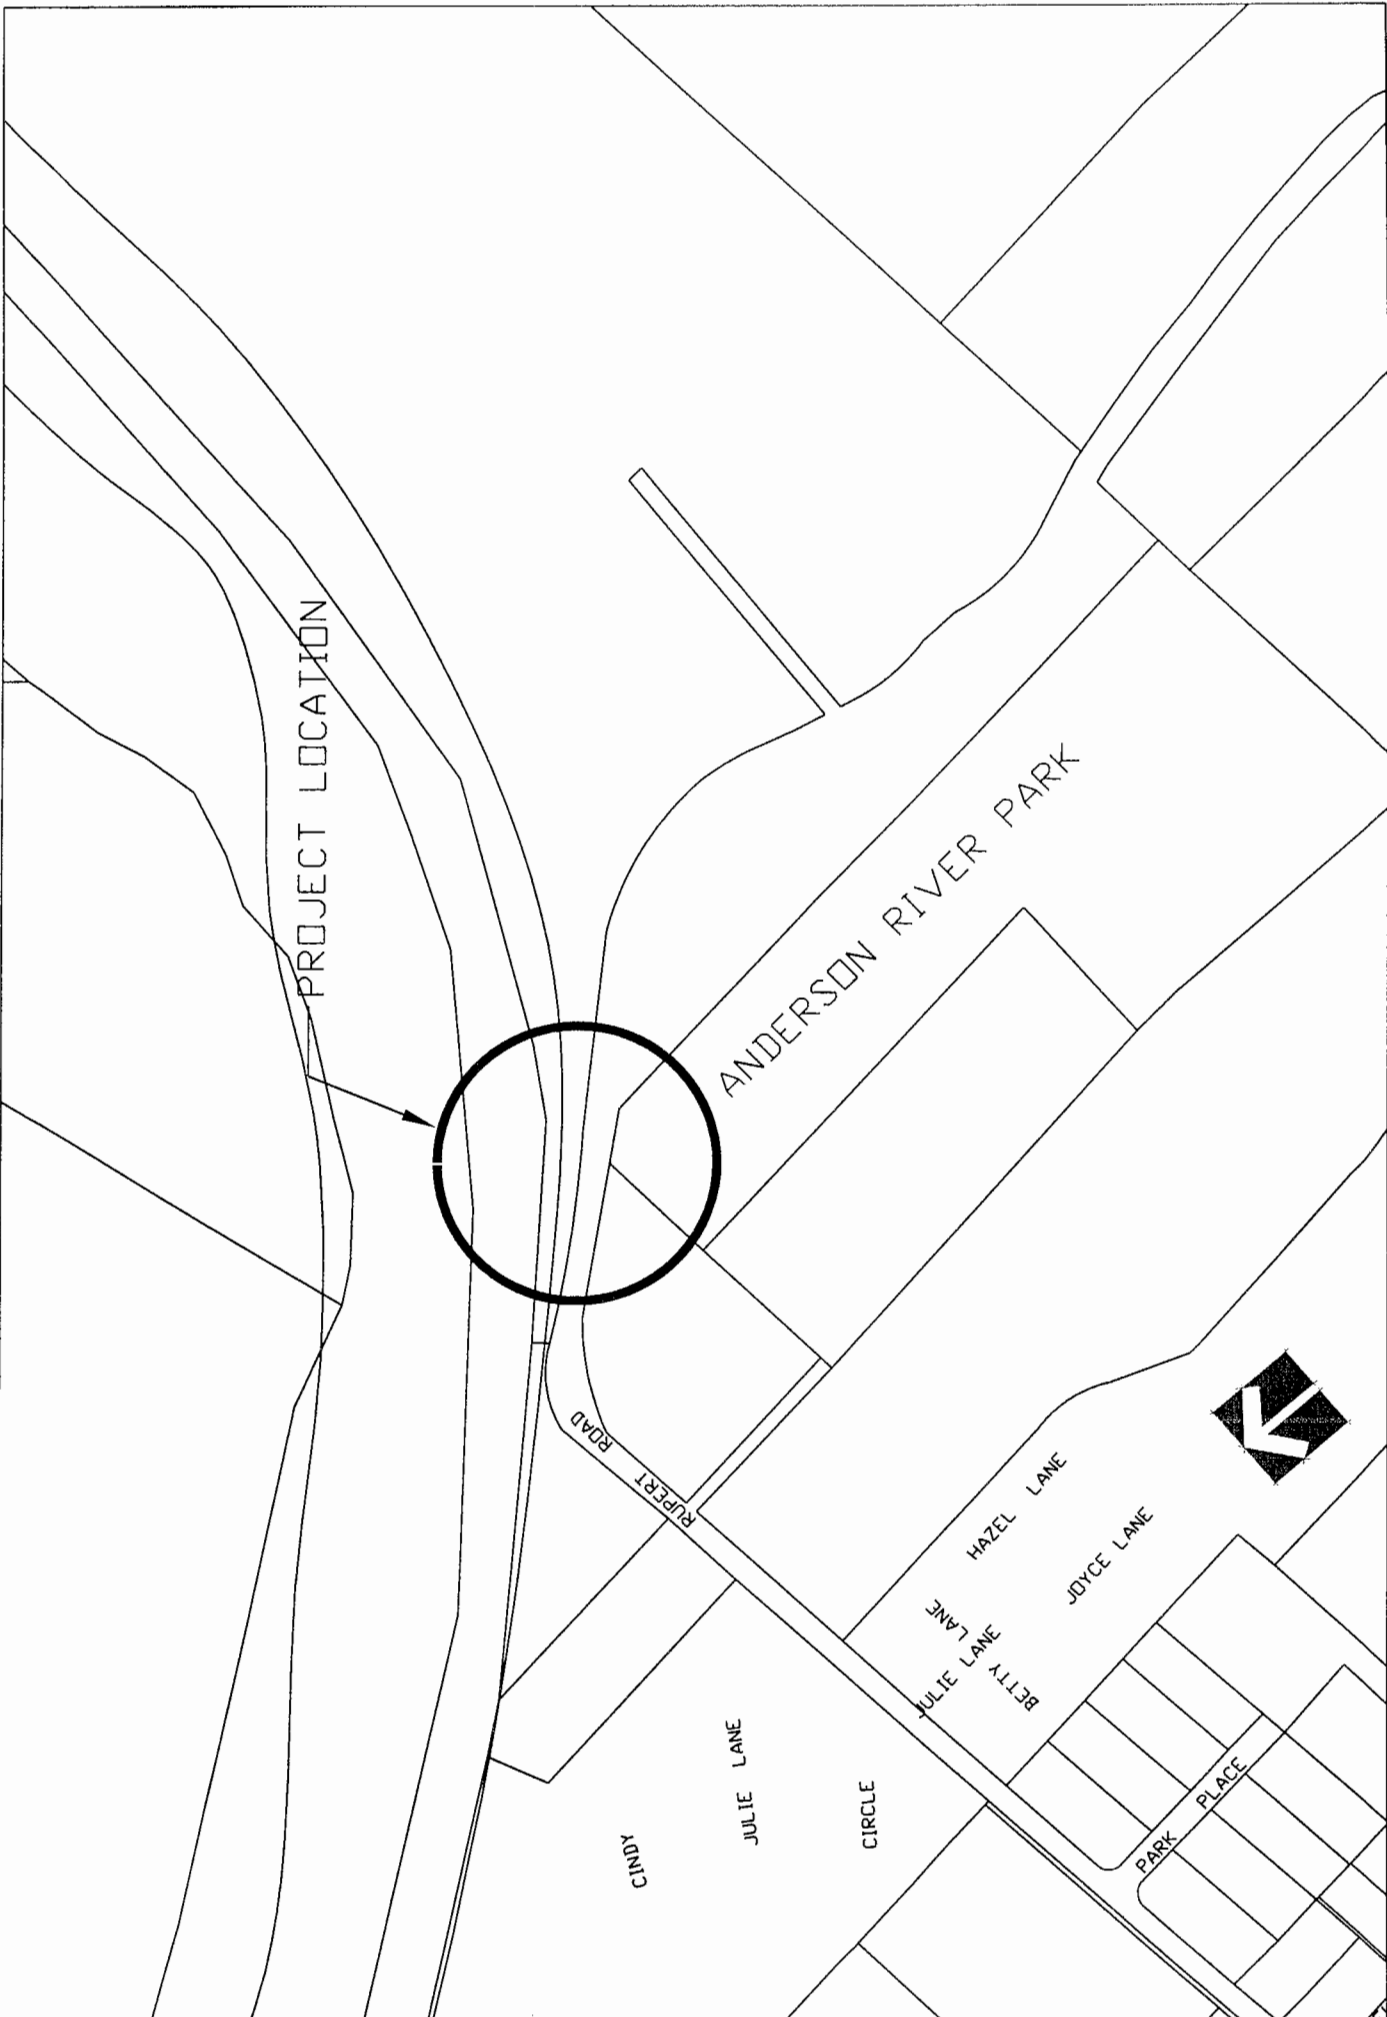 PROJECT LOCATION
ANDERSON RIVER PARK
RUPERT ROAD
HAZEL LANE
JOYCE LANE
BETTY LANE
JULIE LANE
JULIE LANE
CINDY
CIRCLE
PARK PLACE